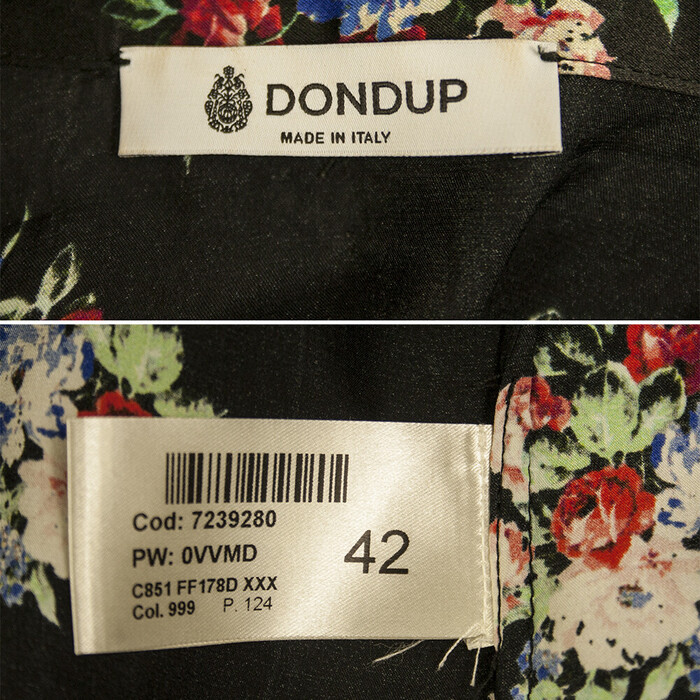 DONDUP
MADE IN ITALY
Cod: 7239280
PW: 0VVMD
42
C851 FF178D XXX
Col. 999 P. 124